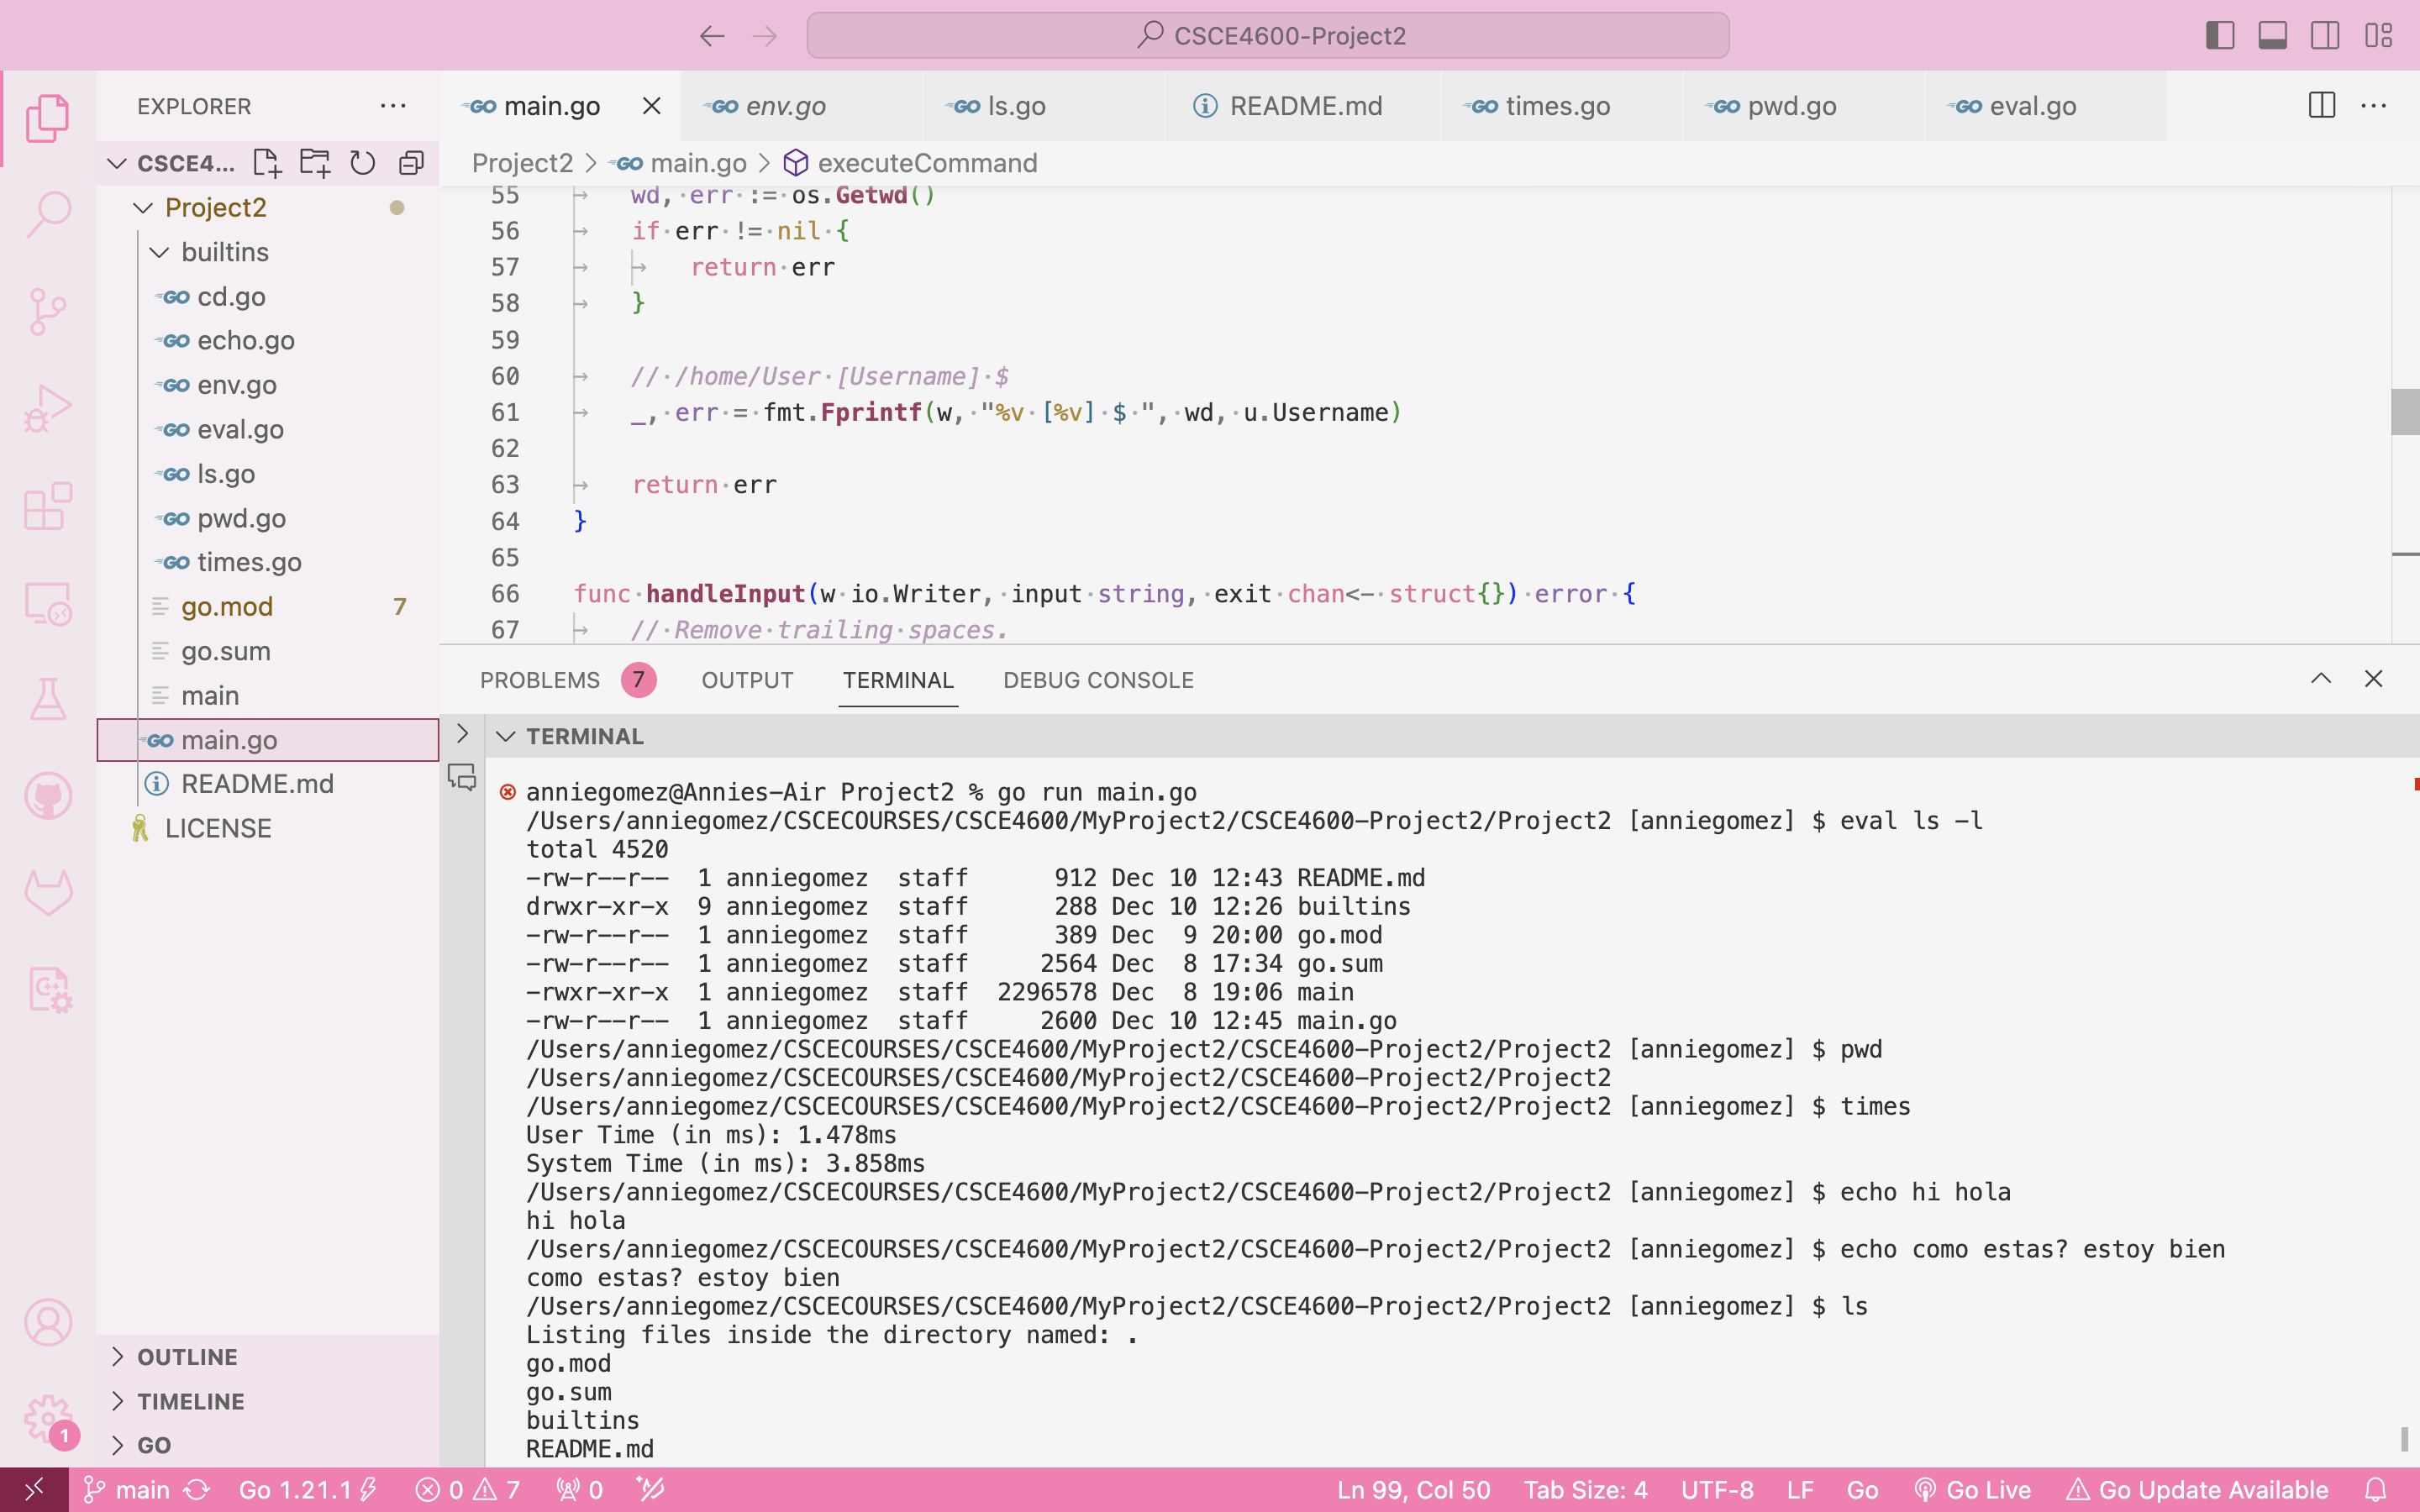 CSCE4600-Project2
EXPLORER
CSCE4...
Project2
builtins
GO cd.go
GO echo.go
GO env.go
GO eval.go
GO ls.go
GO pwd.go
GO times.go
go.mod 7
go.sum
main
GO main.go
README.md
LICENSE
OUTLINE
TIMELINE
GO
1
GO main.go GO env.go GO ls.go README.md GO times.go GO pwd.go GO eval.go
Project2 > GO main.go > executeCommand
55 wd, err := os.Getwd()
56 if err != nil {
57 return err
58 }
59
60 // /home/User [Username] $
61 _, err = fmt.Fprintf(w, "%v [%v] $ ", wd, u.Username)
62
63 return err
64 }
65
66 func handleInput(w io.Writer, input string, exit chan<- struct{}) error {
67 // Remove trailing spaces.
PROBLEMS 7 OUTPUT TERMINAL DEBUG CONSOLE
TERMINAL
anniegomez@Annies-Air Project2 % go run main.go
/Users/anniegomez/CSCECOURSES/CSCE4600/MyProject2/CSCE4600-Project2/Project2 [anniegomez] $ eval ls -l
total 4520
-rw-r--r--  1 anniegomez  staff      912 Dec 10 12:43 README.md
drwxr-xr-x  9 anniegomez  staff      288 Dec 10 12:26 builtins
-rw-r--r--  1 anniegomez  staff      389 Dec  9 20:00 go.mod
-rw-r--r--  1 anniegomez  staff     2564 Dec  8 17:34 go.sum
-rwxr-xr-x  1 anniegomez  staff  2296578 Dec  8 19:06 main
-rw-r--r--  1 anniegomez  staff     2600 Dec 10 12:45 main.go
/Users/anniegomez/CSCECOURSES/CSCE4600/MyProject2/CSCE4600-Project2/Project2 [anniegomez] $ pwd
/Users/anniegomez/CSCECOURSES/CSCE4600/MyProject2/CSCE4600-Project2/Project2
/Users/anniegomez/CSCECOURSES/CSCE4600/MyProject2/CSCE4600-Project2/Project2 [anniegomez] $ times
User Time (in ms): 1.478ms
System Time (in ms): 3.858ms
/Users/anniegomez/CSCECOURSES/CSCE4600/MyProject2/CSCE4600-Project2/Project2 [anniegomez] $ echo hi hola
hi hola
/Users/anniegomez/CSCECOURSES/CSCE4600/MyProject2/CSCE4600-Project2/Project2 [anniegomez] $ echo como estas? estoy bien
como estas? estoy bien
/Users/anniegomez/CSCECOURSES/CSCE4600/MyProject2/CSCE4600-Project2/Project2 [anniegomez] $ ls
Listing files inside the directory named: .
go.mod
go.sum
builtins
README.md
main Go 1.21.1 0 7 0 Ln 99, Col 50 Tab Size: 4 UTF-8 LF Go Go Live Go Update Available